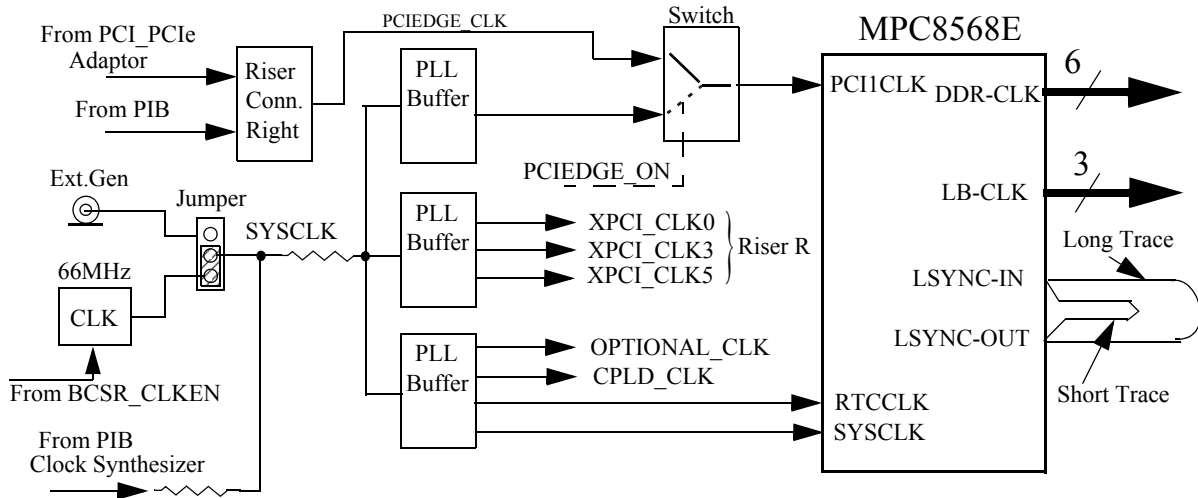 From PCI_PCIe
Adaptor
From PIB
Riser
Conn.
Right
PCIEDGE_CLK
PLL
Buffer
Switch
PCIEDGE_ON
MPC8568E
PCI1CLK
DDR-CLK
6
LB-CLK
3
Long Trace
LSYNC-IN
LSYNC-OUT
Short Trace
RTCCLK
SYSCLK
Ext.Gen
Jumper
SYSCLK
66MHz
CLK
From BCSR_CLKEN
From PIB
Clock Synthesizer
PLL
Buffer
XPCI_CLK0
XPCI_CLK3
XPCI_CLK5
Riser R
PLL
Buffer
OPTIONAL_CLK
CPLD_CLK